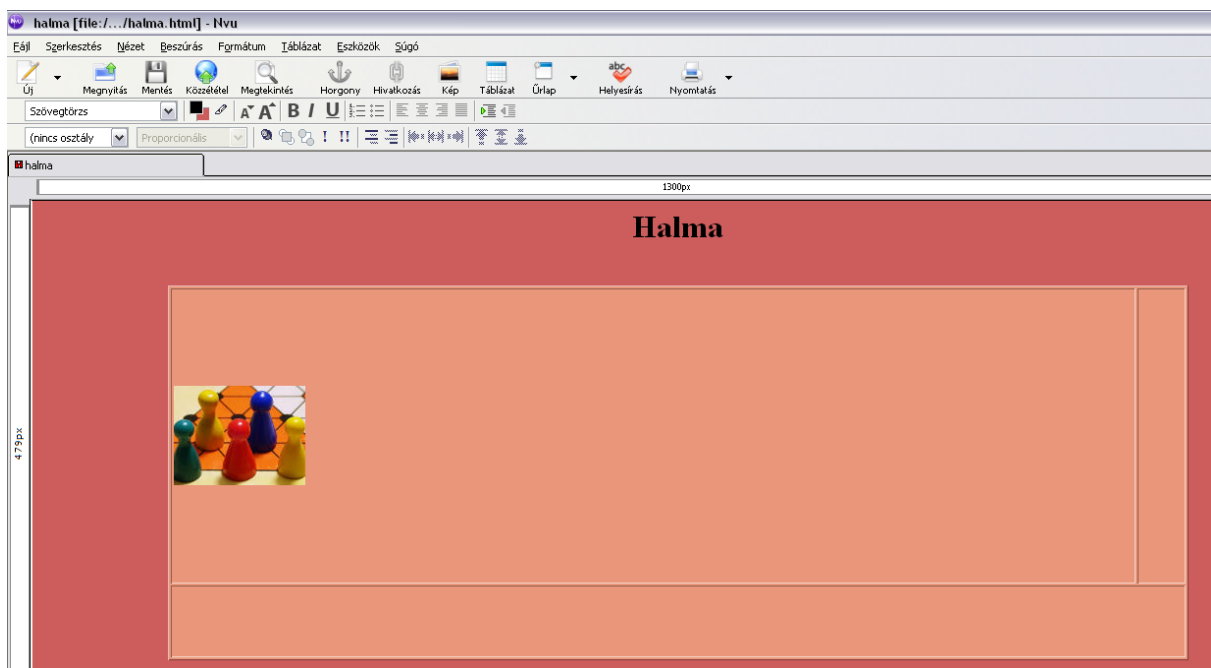 halma [file:/.../halma.html] - Nvu
Fájl Szerkesztés Nézet Beszúrás Formátum Táblázat Eszközök Súgó
Új Megnyitás Mentés Közzététel Megtekintés Horgony Hivatkozás Kép Táblázat Űrlap Helyesírás Nyomtatás
Szövegtörzs
(nincs osztály Proporcionális
halma
1300px
Halma
479px